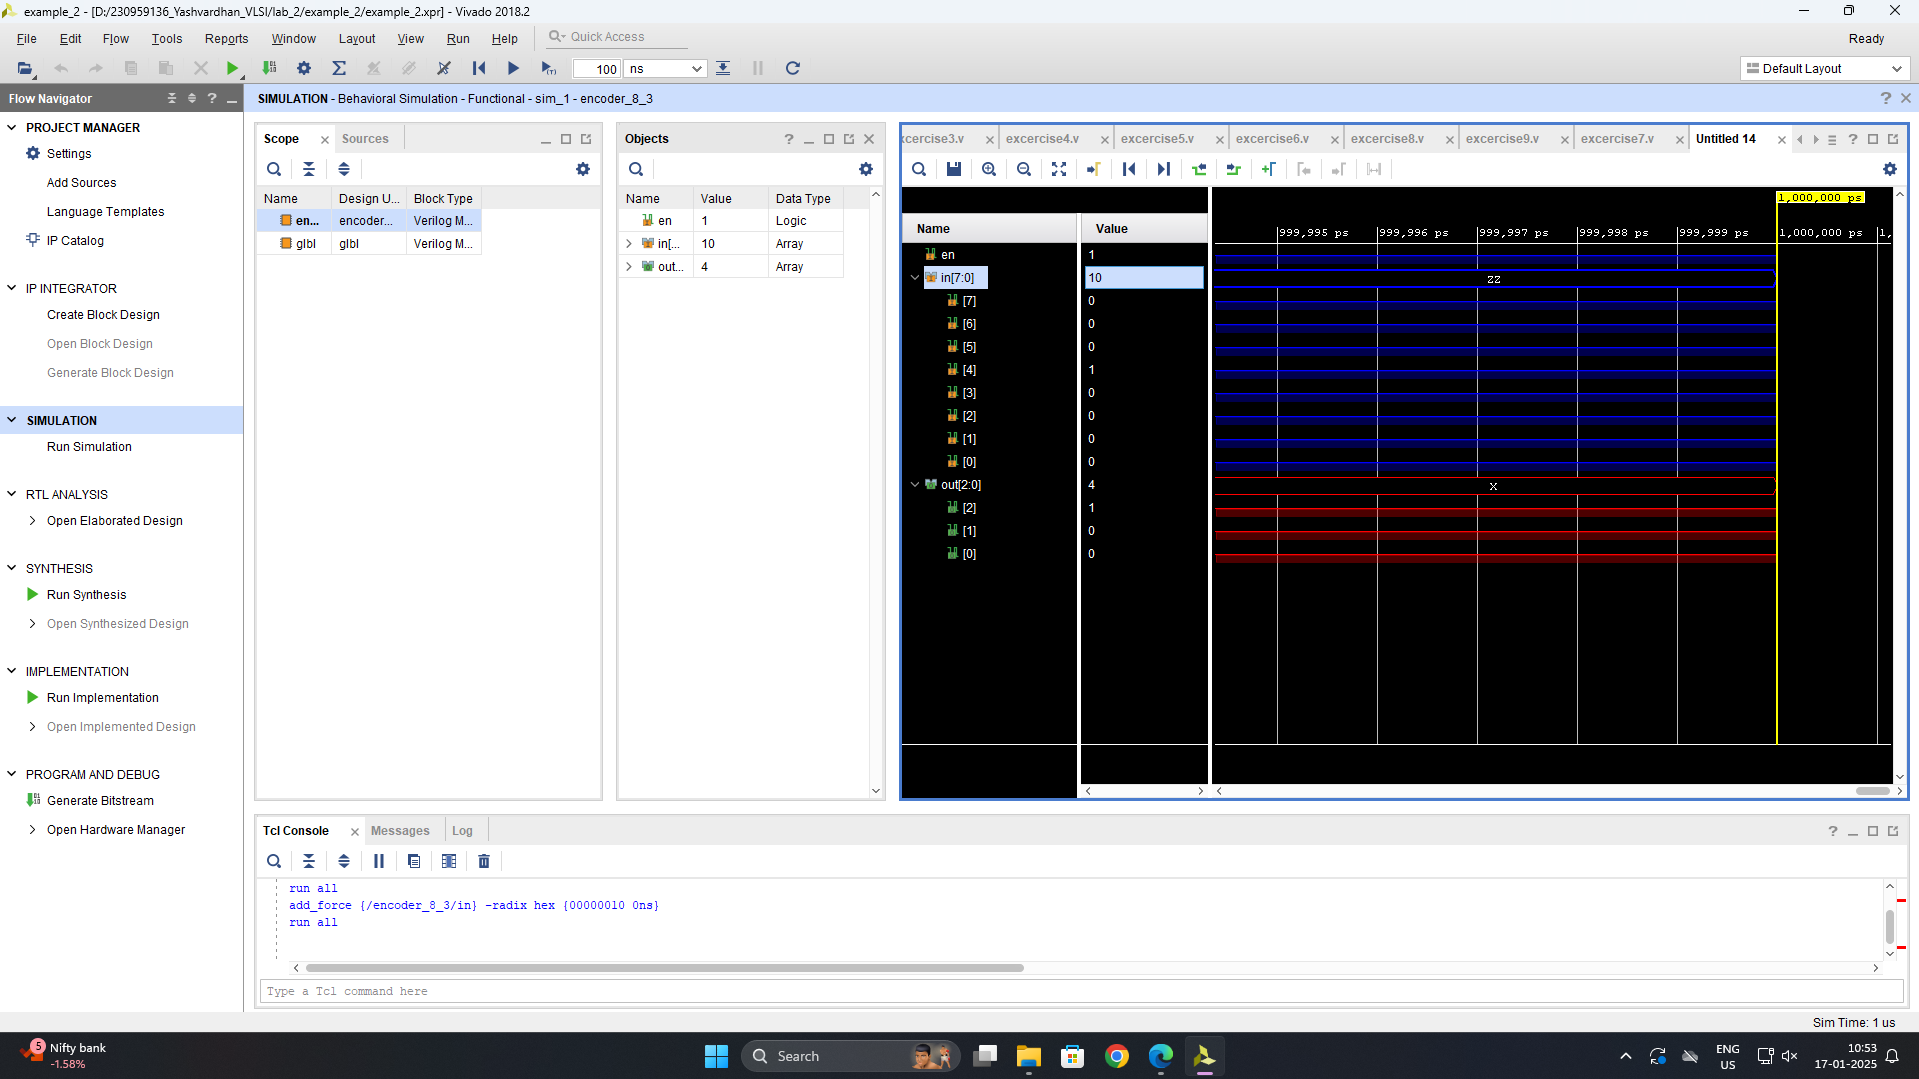 example_2 - [D:/230959136_Yashvardhan_VLSI/lab_2/example_2/example_2.xpr] - Vivado 2018.2
File Edit Flow Tools Reports Window Layout View Run Help Quick Access
Ready
100 ns
Default Layout
Flow Navigator
PROJECT MANAGER
Settings
Add Sources
Language Templates
IP Catalog
IP INTEGRATOR
Create Block Design
Open Block Design
Generate Block Design
SIMULATION
Run Simulation
RTL ANALYSIS
Open Elaborated Design
SYNTHESIS
Run Synthesis
Open Synthesized Design
IMPLEMENTATION
Run Implementation
Open Implemented Design
PROGRAM AND DEBUG
Generate Bitstream
Open Hardware Manager
SIMULATION - Behavioral Simulation - Functional - sim_1 - encoder_8_3
Scope Sources
Name Design U... Block Type
en... encoder... Verilog M...
glbl glbl Verilog M...
Objects
Name Value Data Type
en 1 Logic
in[... 10 Array
out... 4 Array
xcercise3.v excercise4.v excercise5.v excercise6.v excercise8.v excercise9.v excercise7.v Untitled 14
1,000,000 ps
Name Value
999,995 ps 999,996 ps 999,997 ps 999,998 ps 999,999 ps 1,000,000 ps 1,
en 1
in[7:0] 10 zz
[7] 0
[6] 0
[5] 0
[4] 1
[3] 0
[2] 0
[1] 0
[0] 0
out[2:0] 4 X
[2] 1
[1] 0
[0] 0
Tcl Console Messages Log
run all
add_force {/encoder_8_3/in} -radix hex {00000010 0ns}
run all
Type a Tcl command here
Sim Time: 1 us
5
Nifty bank
-1.58%
Search
ENG
US
10:53
17-01-2025